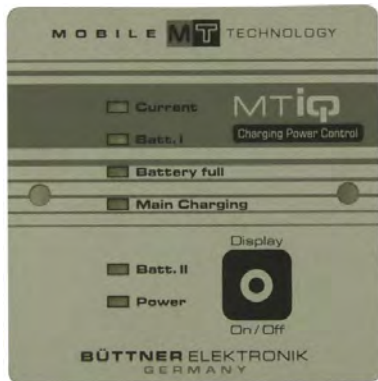 MOBILE MT TECHNOLOGY
Current
MTiQ
Batt. I
Charging Power Control
Battery full
Main Charging
Display
Batt. II
Power
On / Off
BÜTTNER ELEKTRONIK
GERMANY